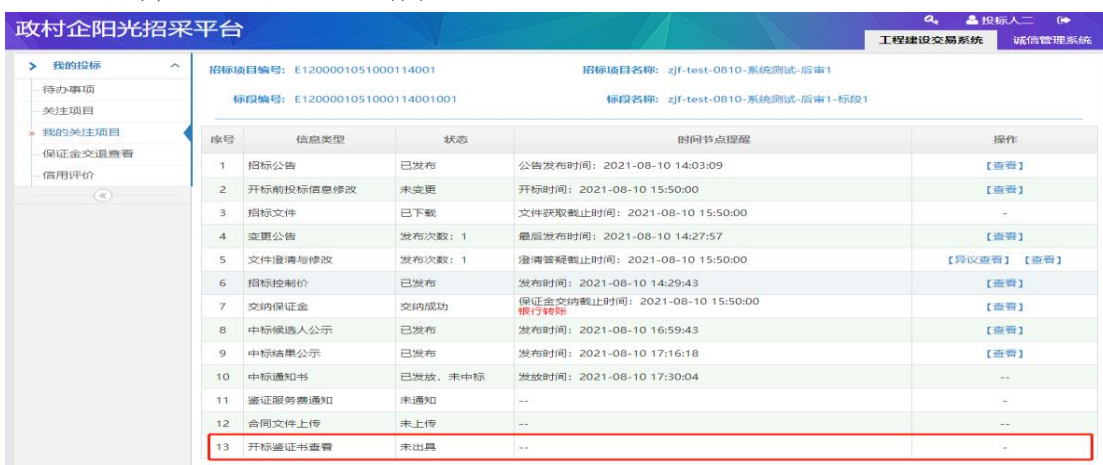 政村企阳光招采平台
投标人二
工程建设交易系统 诚信管理系统
我的投标
待办事项
关注项目
我的关注项目
保证金交退查看
信用评价
招标项目编号: E1200001051000114001 招标项目名称: zjf-test-0810-系统测试-后审1
标段编号: E1200001051000114001001 标段名称: zjf-test-0810-系统测试-后审1-标段1
序号 信息类型 状态 时间节点提醒 操作
1 招标公告 已发布 公告发布时间: 2021-08-10 14:03:09 【查看】
2 开标前投标信息修改 未变更 开标时间: 2021-08-10 15:50:00 【查看】
3 招标文件 已下载 文件获取截止时间: 2021-08-10 15:50:00 -
4 变更公告 发布次数: 1 最后发布时间: 2021-08-10 14:27:57 【查看】
5 文件澄清与修改 发布次数: 1 澄清答疑截止时间: 2021-08-10 15:50:00 【异议查看】 【查看】
6 招标控制价 已发布 发布时间: 2021-08-10 14:29:43 【查看】
7 交纳保证金 交纳成功 保证金交纳截止时间: 2021-08-10 15:50:00 【查看】
银行转账
8 中标候选人公示 已发布 发布时间: 2021-08-10 16:59:43 【查看】
9 中标结果公示 已发布 发布时间: 2021-08-10 17:16:18 【查看】
10 中标通知书 已发放, 未中标 发放时间: 2021-08-10 17:30:04 --
11 鉴证服务费通知 未通知 -- -
12 合同文件上传 未上传 -- --
13 开标鉴证书查看 未出具 -- -